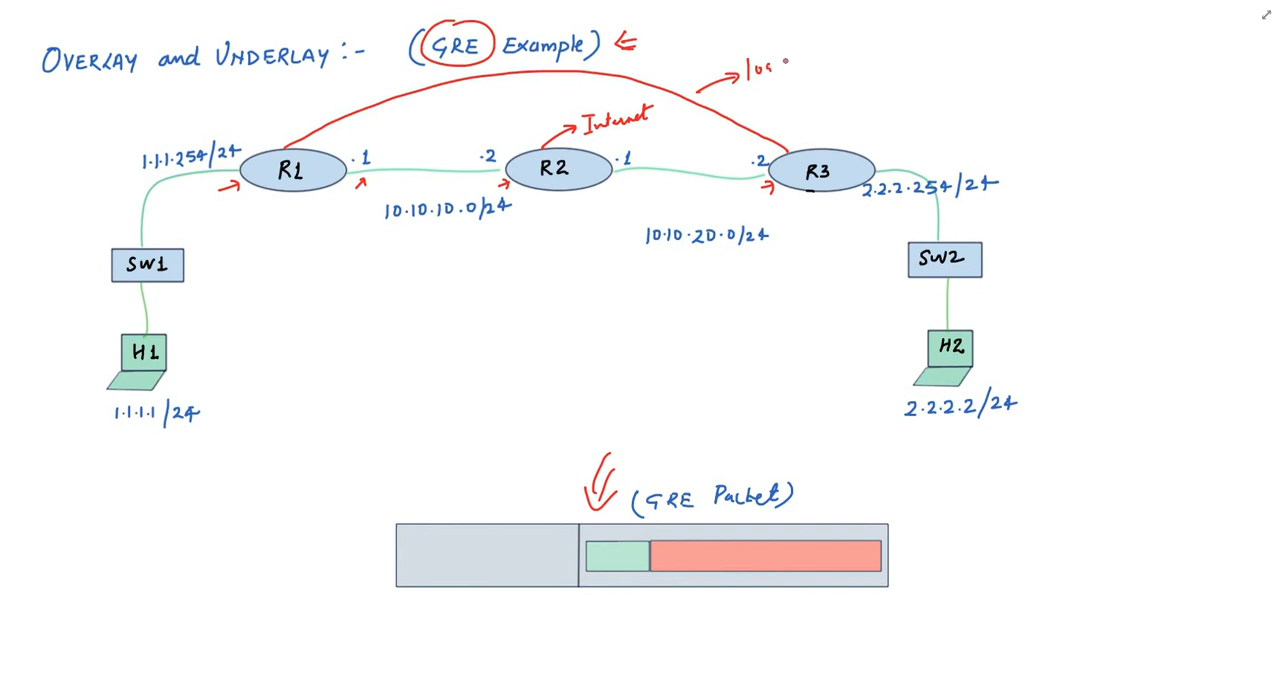 OVERLAY and UNDERLAY :- (GRE Example)
Internet
1.1.1.254/24
R1
.1
.2
R2
.1
.2
R3
2.2.2.254/24
10.10.10.0/24
10.10.20.0/24
SW1
SW2
H1
H2
1.1.1.1/24
2.2.2.2/24
(GRE Packet)